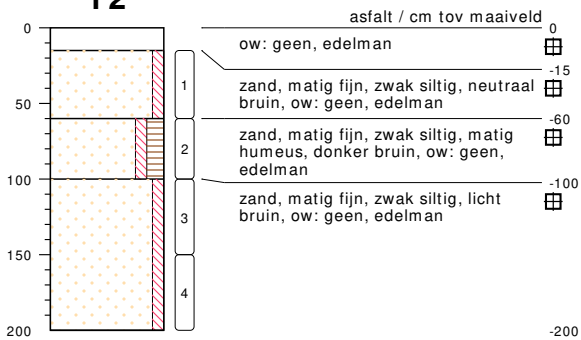 asfalt / cm tov maaiveld
0
0
ow: geen, edelman
-15
zand, matig fijn, zwak siltig, neutraal
bruin, ow: geen, edelman
1
50
-60
zand, matig fijn, zwak siltig, matig
humeus, donker bruin, ow: geen,
edelman
2
100
-100
zand, matig fijn, zwak siltig, licht
bruin, ow: geen, edelman
3
150
4
200
-200